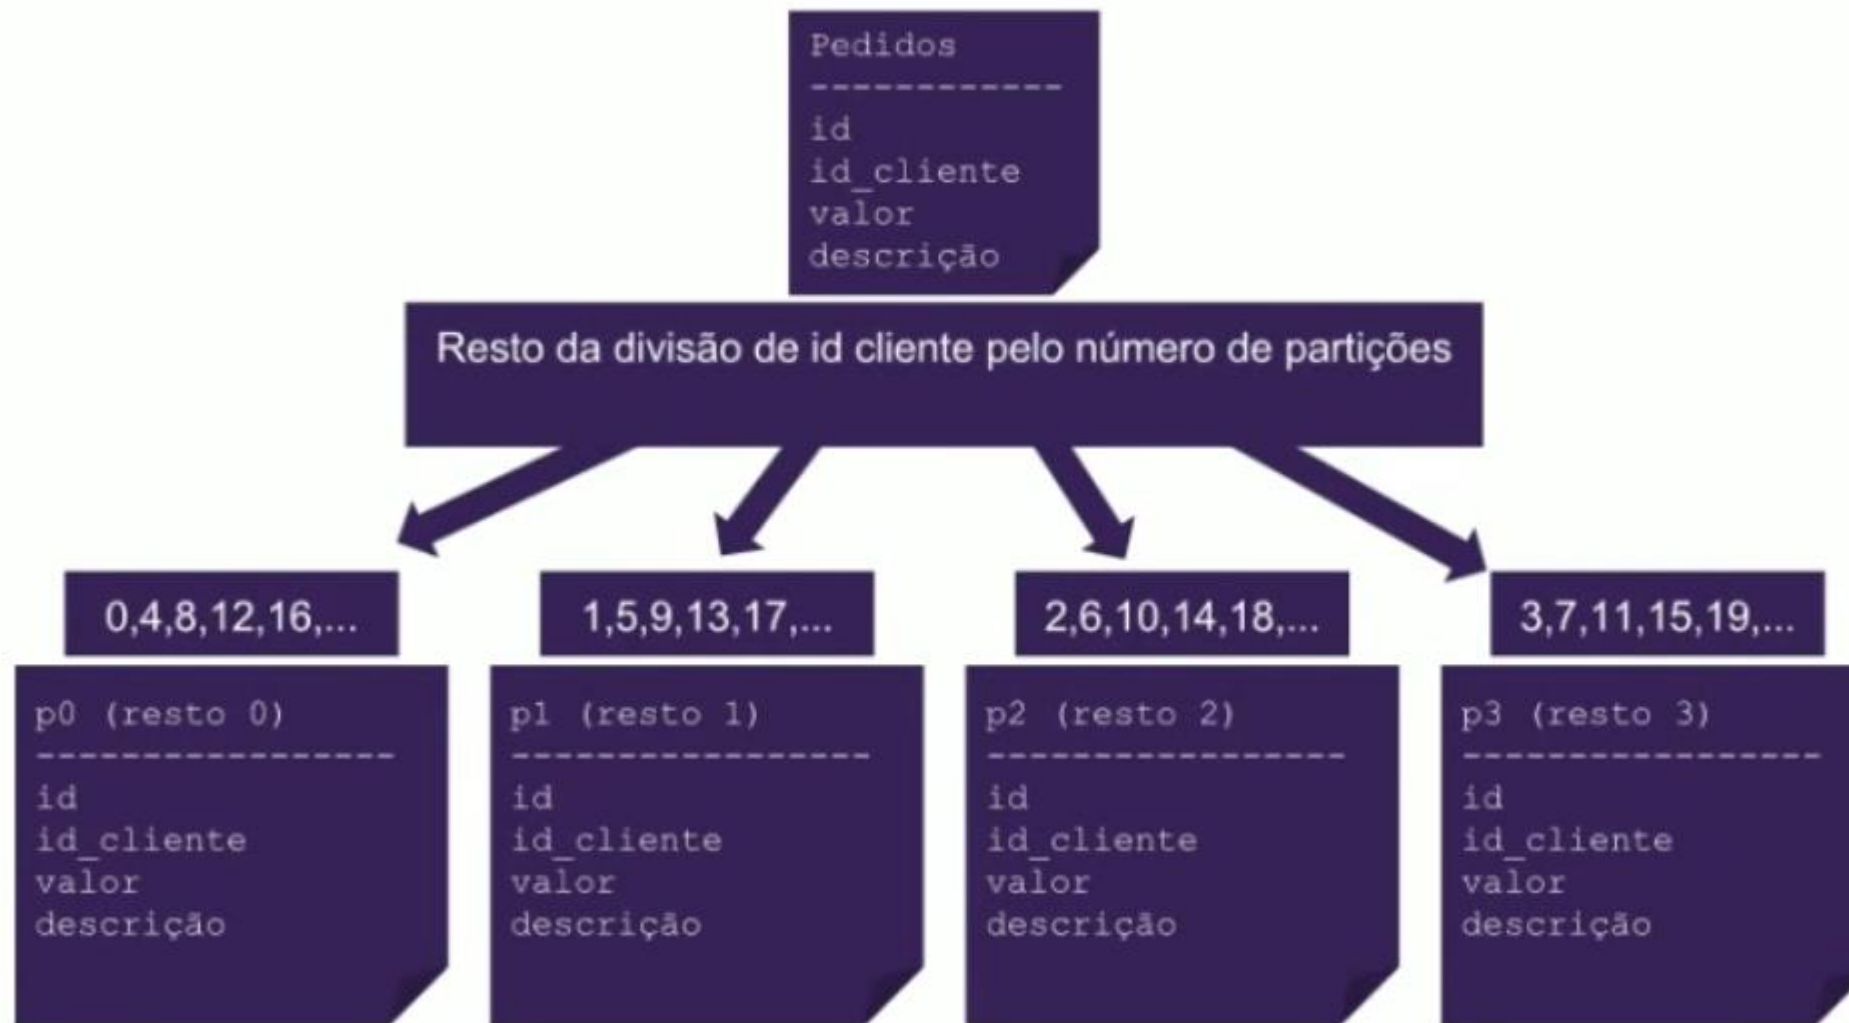 Pedidos
------------
id
id_cliente
valor
descrição
Resto da divisão de id cliente pelo número de partições
0,4,8,12,16,...
1,5,9,13,17,...
2,6,10,14,18,...
3,7,11,15,19,...
p0 (resto 0)
-----------------
id
id_cliente
valor
descrição
p1 (resto 1)
-----------------
id
id_cliente
valor
descrição
p2 (resto 2)
-----------------
id
id_cliente
valor
descrição
p3 (resto 3)
-----------------
id
id_cliente
valor
descrição